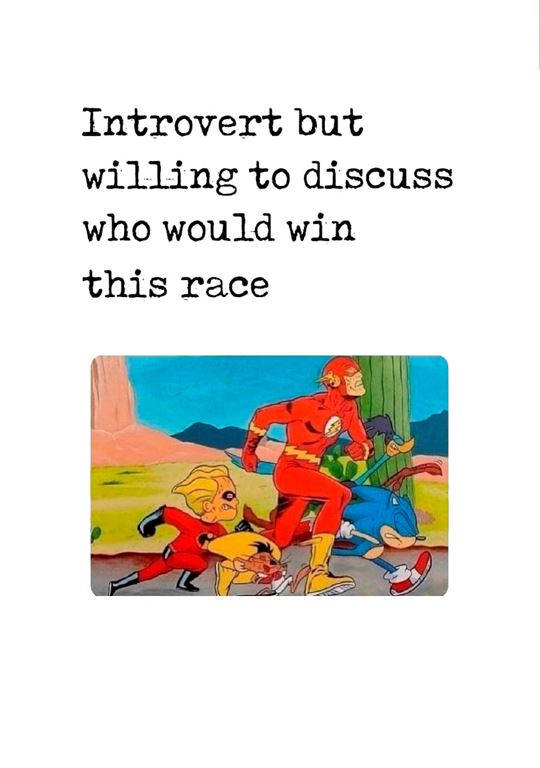 Introvert but
willing to discuss
who would win
this race